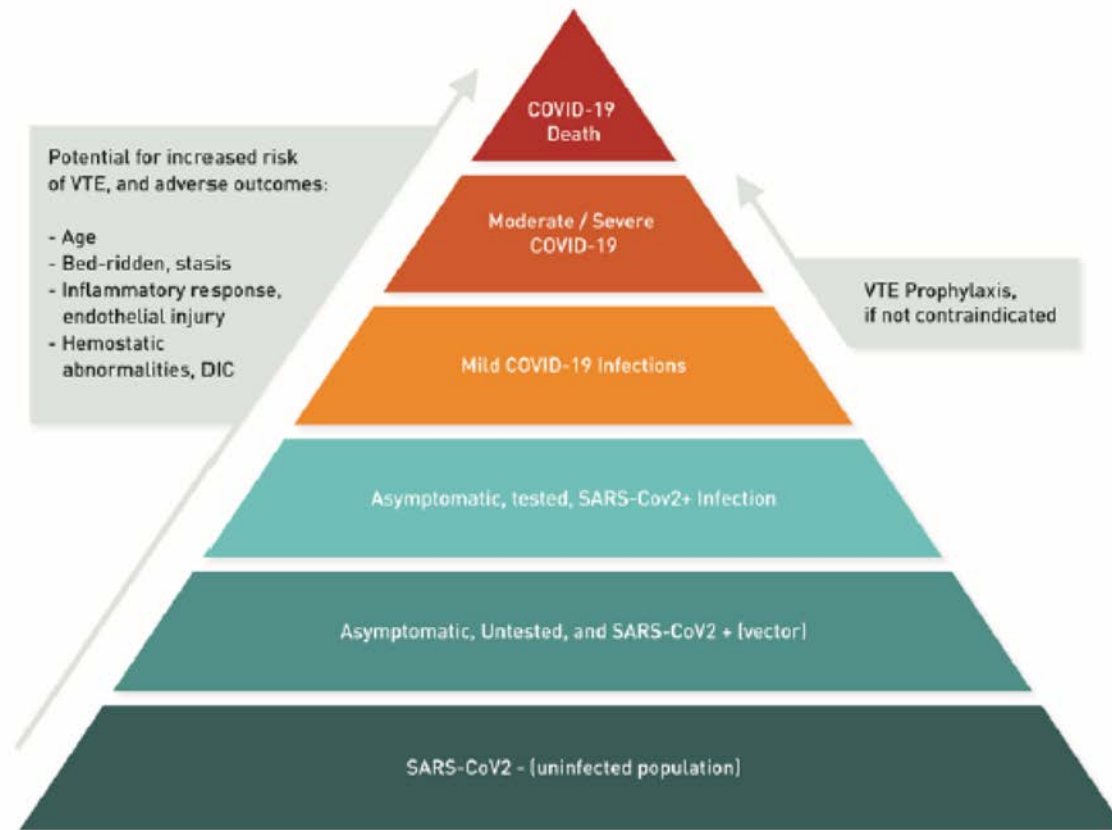 COVID-19
Death
Potential for increased risk
of VTE, and adverse outcomes:
- Age
- Bed-ridden, stasis
- Inflammatory response,
endothelial injury
- Hemostatic
abnormalities, DIC
Moderate / Severe
COVID-19
VTE Prophylaxis,
if not contraindicated
Mild COVID-19 Infections
Asymptomatic, tested, SARS-Cov2+ Infection
Asymptomatic, Untested, and SARS-CoV2 + (vector)
SARS-CoV2 - (uninfected population)